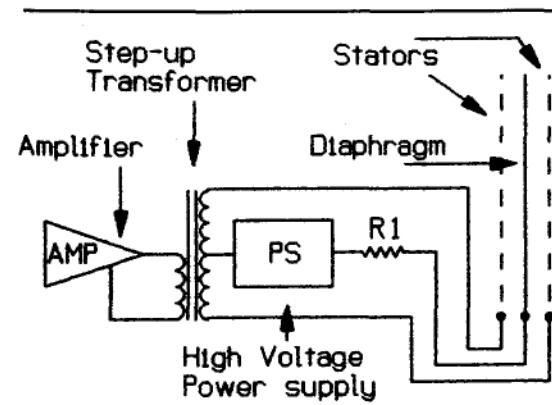 Step-up
Transformer
Stators
Amplifier
Diaphragm
AMP
PS
R1
High Voltage
Power supply